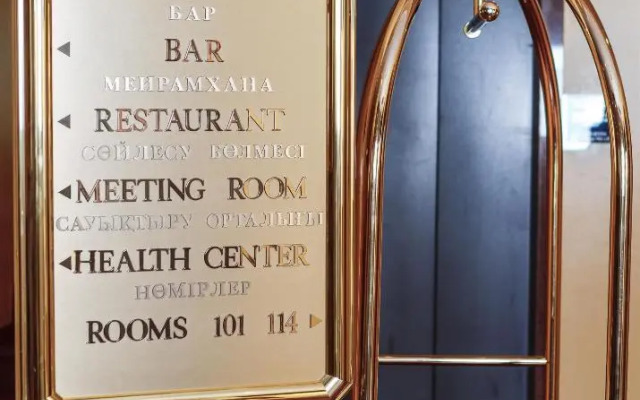 БАР
BAR
МЕЙРАМХАНА
RESTAURANT
СӨЙЛЕСУ БӨЛМЕСІ
MEETING ROOM
САУЫҚТЫРУ ОРТАЛЫҒЫ
HEALTH CENTER
НӨМІРЛЕР
ROOMS 101 114